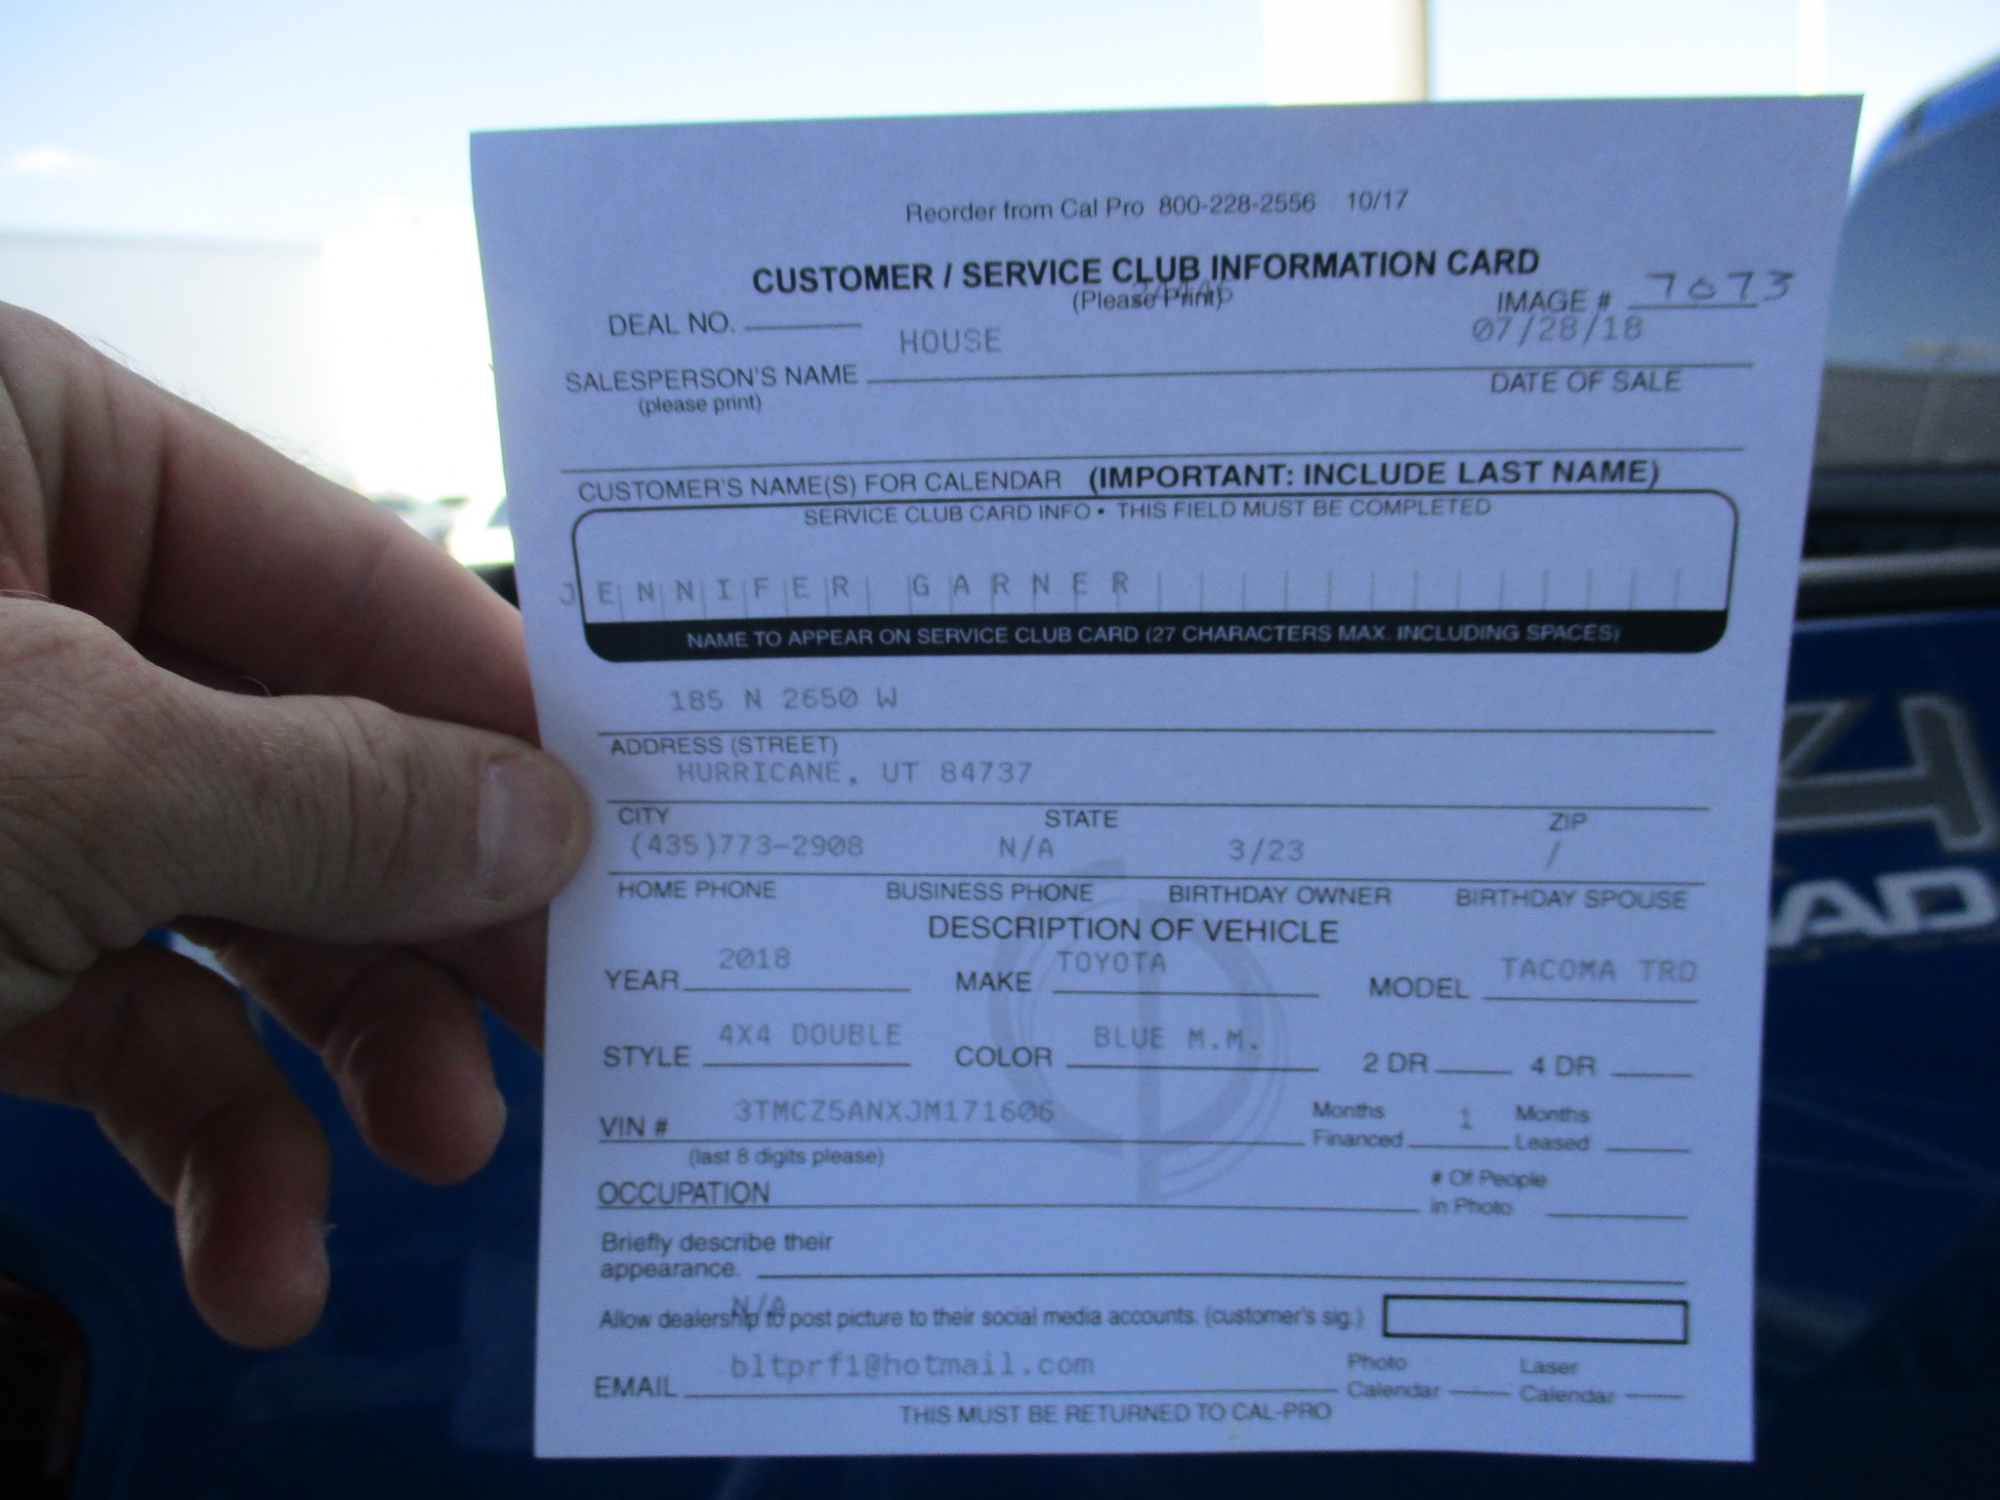 Reorder from Cal Pro 800-228-2556 10/17
CUSTOMER / SERVICE CLUB INFORMATION CARD
(Please Print)
IMAGE # 7673
DEAL NO.
HOUSE 07/28/18
SALESPERSON'S NAME DATE OF SALE
(please print)
CUSTOMER'S NAME(S) FOR CALENDAR (IMPORTANT: INCLUDE LAST NAME)
SERVICE CLUB CARD INFO • THIS FIELD MUST BE COMPLETED
JENNIFER GARNER
NAME TO APPEAR ON SERVICE CLUB CARD (27 CHARACTERS MAX. INCLUDING SPACES)
185 N 2650 W
ADDRESS (STREET)
HURRICANE, UT 84737
CITY STATE ZIP
(435)773-2908 N/A 3/23 /
HOME PHONE BUSINESS PHONE BIRTHDAY OWNER BIRTHDAY SPOUSE
DESCRIPTION OF VEHICLE
YEAR 2018 MAKE TOYOTA MODEL TACOMA TRD
STYLE 4X4 DOUBLE COLOR BLUE M.M. 2 DR 4 DR
VIN # 3TMCZ5ANXJM171606 Months Financed 1 Months Leased
(last 8 digits please)
OCCUPATION # Of People in Photo
Briefly describe their
appearance.
N/A
Allow dealership to post picture to their social media accounts. (customer's sig.)
EMAIL bltprf1@hotmail.com Photo Calendar Laser Calendar
THIS MUST BE RETURNED TO CAL-PRO
4
AD